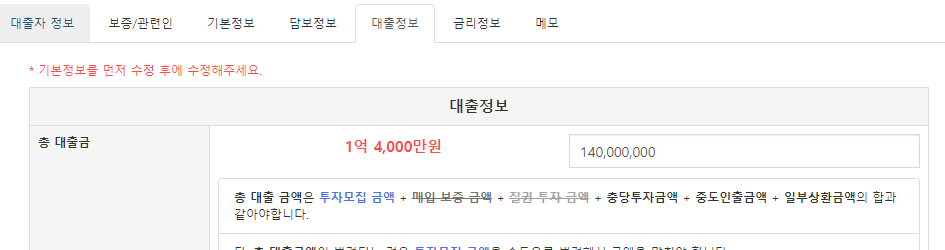 대출자 정보 보증/관련인 기본정보 담보정보 대출정보 금리정보 메모
* 기본정보를 먼저 수정 후에 수정해주세요.
대출정보
총 대출금 1억 4,000만원 140,000,000
총 대출 금액은 투자모집 금액 + 매입 보증 금액 + 질권 투자 금액 + 충당투자금액 + 중도인출금액 + 일부상환금액의 합과
같아야합니다.